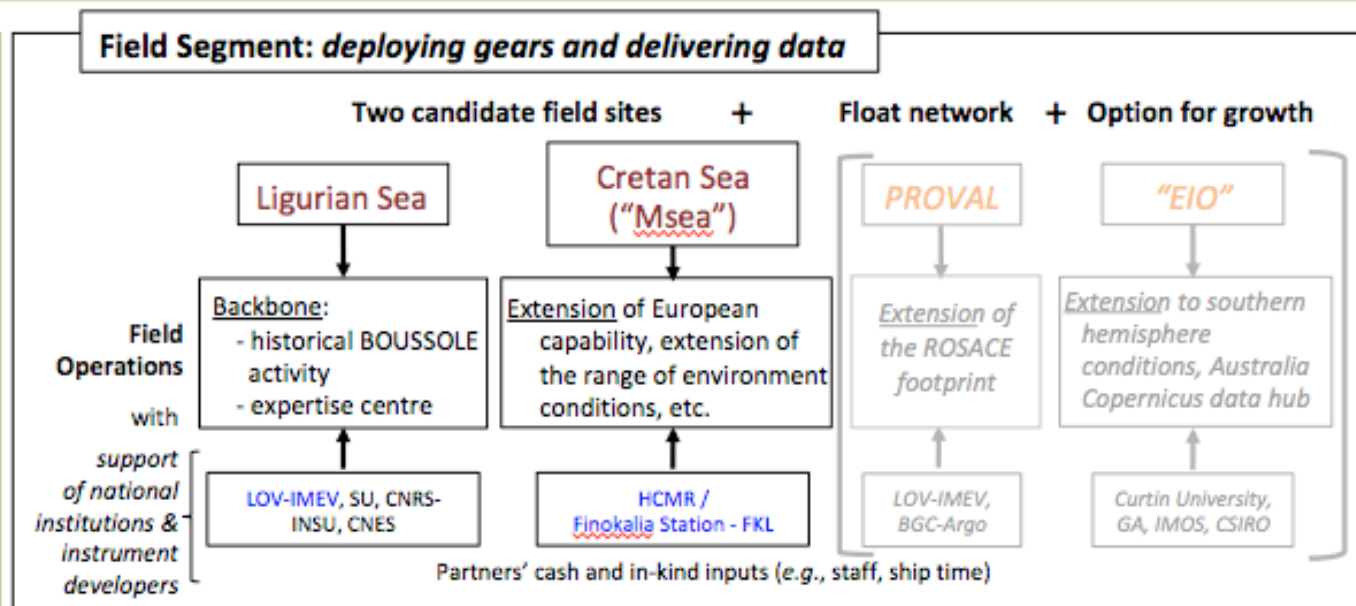 Field Segment: deploying gears and delivering data
Two candidate field sites + Float network + Option for growth
Ligurian Sea
Cretan Sea
("Msea")
PROVAL
"EIO"
Field
Operations
with
support
of national
institutions &
instrument
developers
Backbone:
- historical BOUSSOLE
activity
- expertise centre
Extension of European
capability, extension of
the range of environment
conditions, etc.
Extension of
the ROSACE
footprint
Extension to southern
hemisphere
conditions, Australia
Copernicus data hub
LOV-IMEV, SU, CNRS-
INSU, CNES
HCMR /
Finokalia Station - FKL
LOV-IMEV,
BGC-Argo
Curtin University,
GA, IMOS, CSIRO
Partners' cash and in-kind inputs (e.g., staff, ship time)